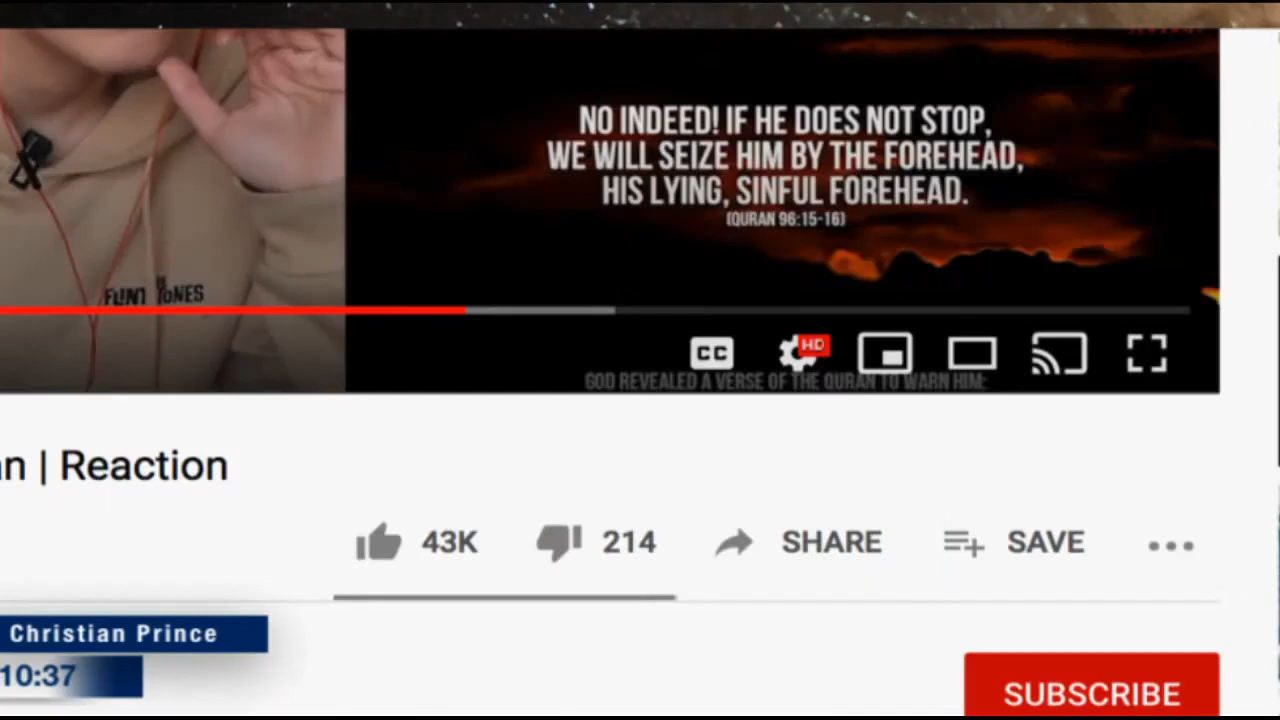 NO INDEED! IF HE DOES NOT STOP,
WE WILL SEIZE HIM BY THE FOREHEAD,
HIS LYING, SINFUL FOREHEAD.
(QURAN 96:15-16)
CC
HD
GOD REVEALED A VERSE OF THE QURAN TO WARN HIM:
| Reaction
43K
214
SHARE
SAVE
Christian Prince
10:37
SUBSCRIBE